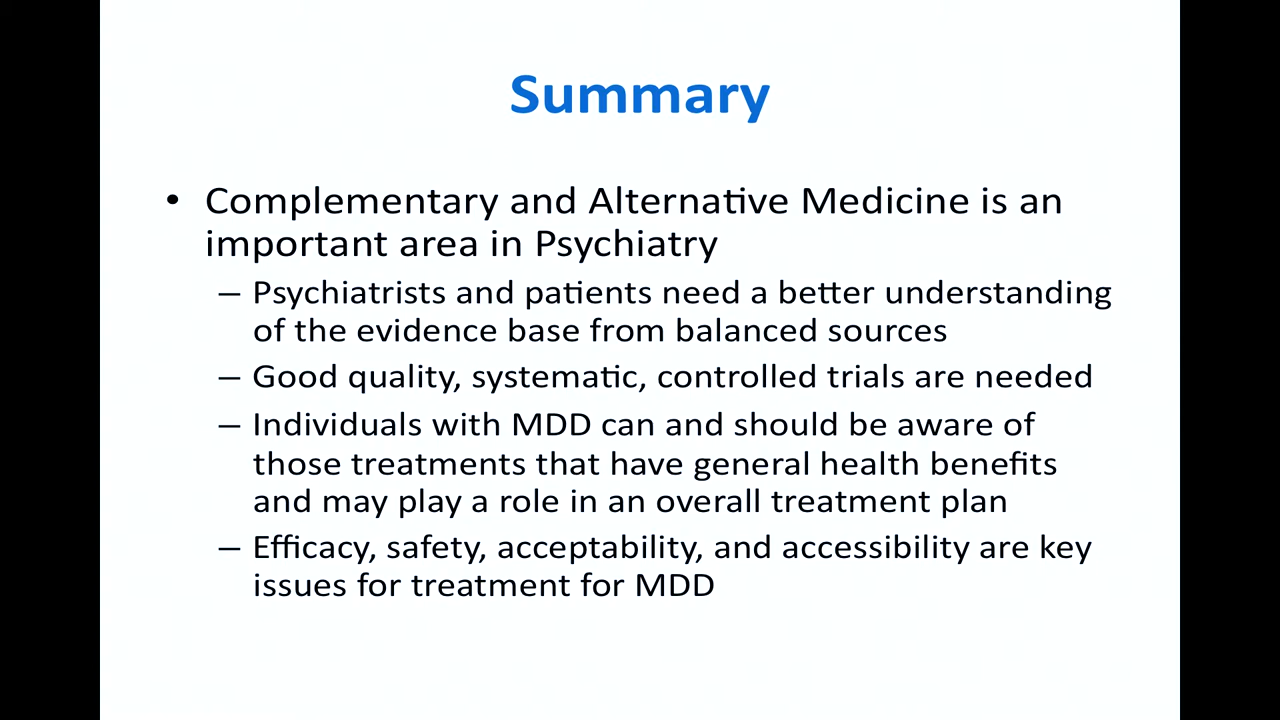 Summary
• Complementary and Alternative Medicine is an
important area in Psychiatry
– Psychiatrists and patients need a better understanding
of the evidence base from balanced sources
– Good quality, systematic, controlled trials are needed
– Individuals with MDD can and should be aware of
those treatments that have general health benefits
and may play a role in an overall treatment plan
– Efficacy, safety, acceptability, and accessibility are key
issues for treatment for MDD